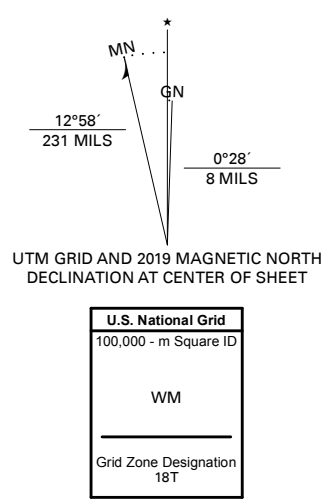 MN
GN
12°58´
231 MILS
0°28´
8 MILS
UTM GRID AND 2019 MAGNETIC NORTH
DECLINATION AT CENTER OF SHEET
U.S. National Grid
100,000 - m Square ID
WM
Grid Zone Designation
18T